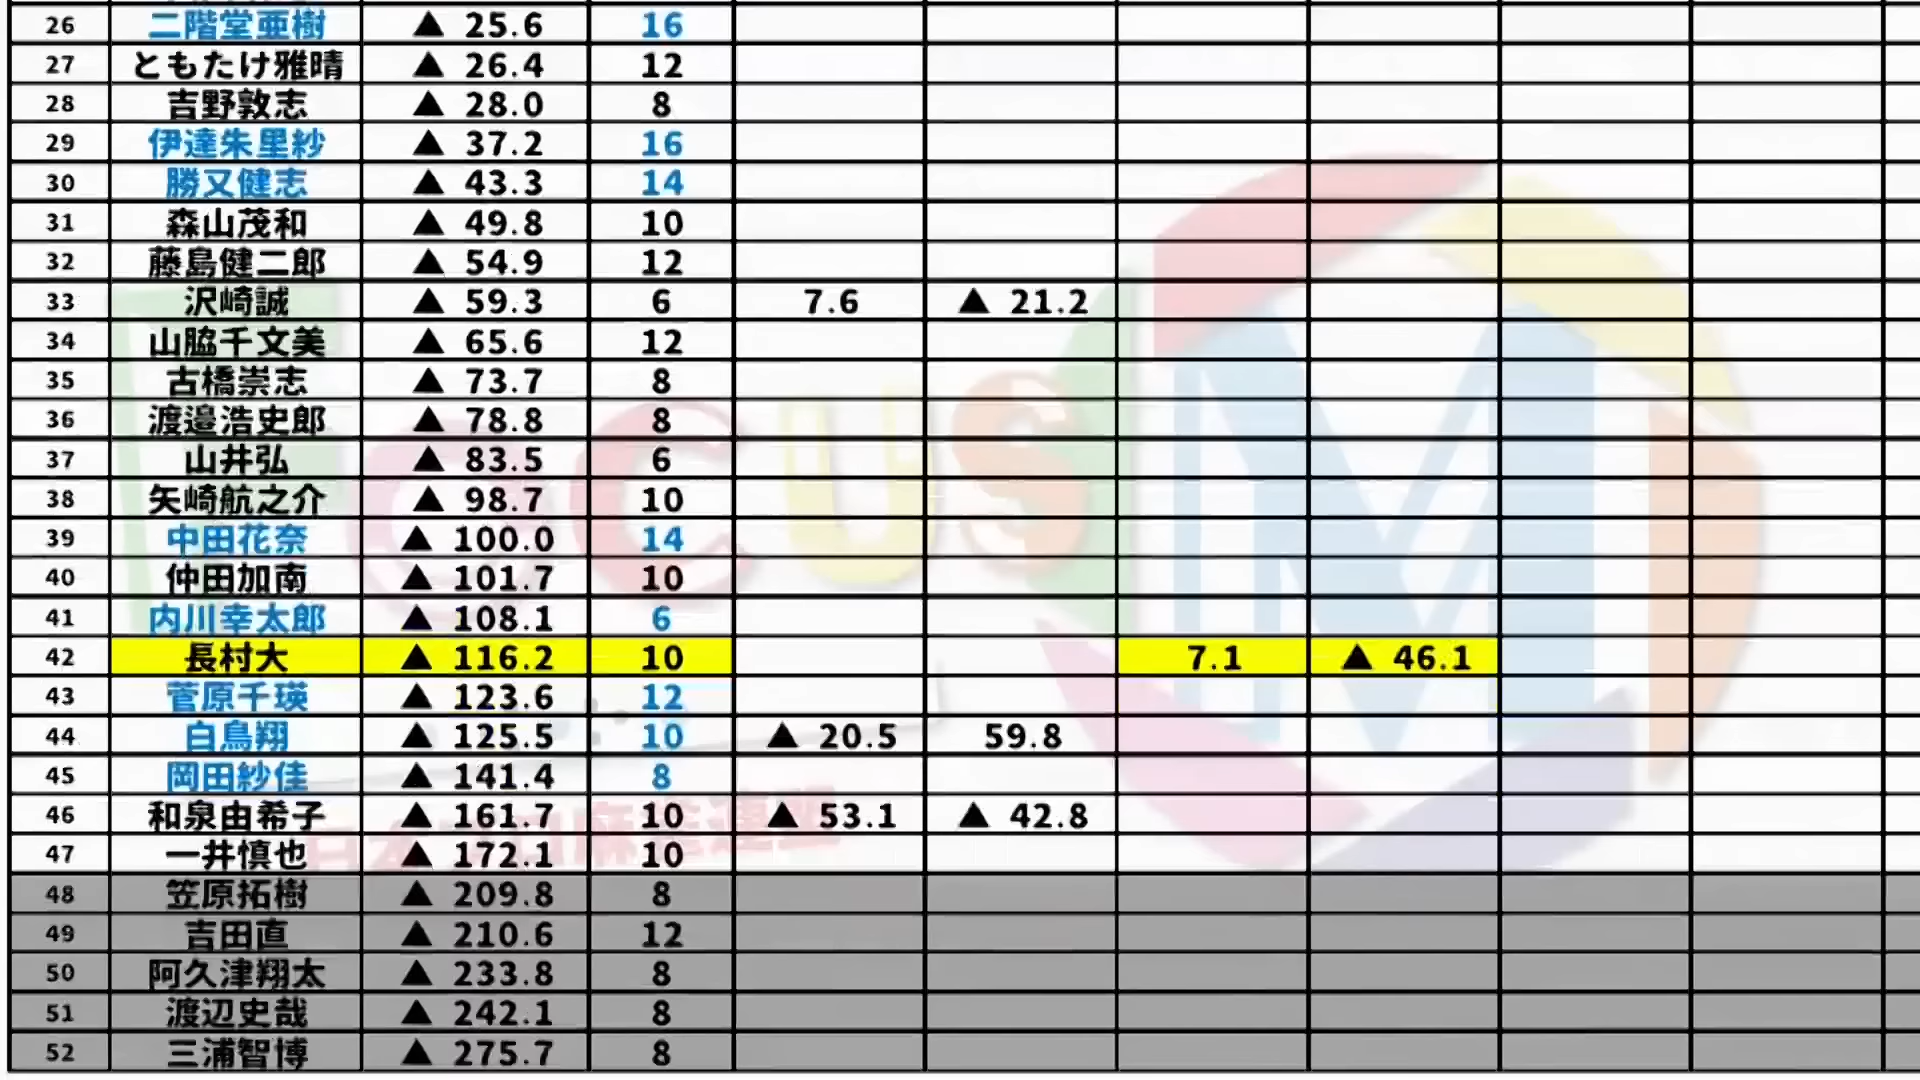 26 二階堂亜樹 ▲ 25.6 16
27 ともたけ雅晴 ▲ 26.4 12
28 吉野敦志 ▲ 28.0 8
29 伊達朱里紗 ▲ 37.2 16
30 勝又健志 ▲ 43.3 14
31 森山茂和 ▲ 49.8 10
32 藤島健二郎 ▲ 54.9 12
33 沢崎誠 ▲ 59.3 6 7.6 ▲ 21.2
34 山脇千文美 ▲ 65.6 12
35 古橋崇志 ▲ 73.7 8
36 渡邉浩史郎 ▲ 78.8 8
37 山井弘 ▲ 83.5 6
38 矢崎航之介 ▲ 98.7 10
39 中田花奈 ▲ 100.0 14
40 仲田加南 ▲ 101.7 10
41 内川幸太郎 ▲ 108.1 6
42 長村大 ▲ 116.2 10 7.1 ▲ 46.1
43 菅原千瑛 ▲ 123.6 12
44 白鳥翔 ▲ 125.5 10 ▲ 20.5 59.8
45 岡田紗佳 ▲ 141.4 8
46 和泉由希子 ▲ 161.7 10 ▲ 53.1 ▲ 42.8
47 一井慎也 ▲ 172.1 10
48 笠原拓樹 ▲ 209.8 8
49 吉田直 ▲ 210.6 12
50 阿久津翔太 ▲ 233.8 8
51 渡辺史哉 ▲ 242.1 8
52 三浦智博 ▲ 275.7 8
FOCUS M